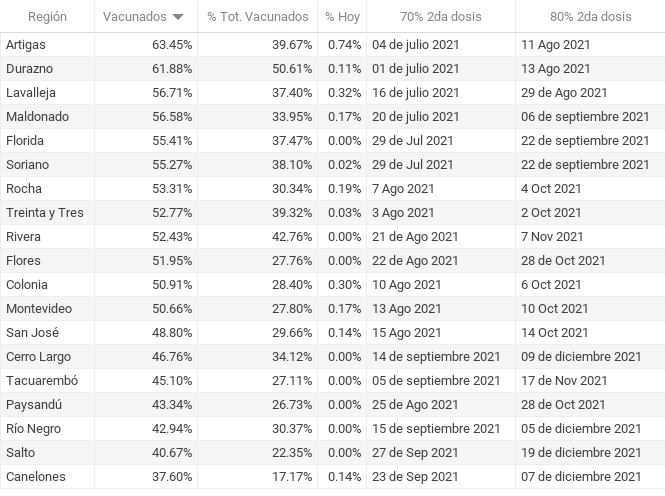 Región Vacunados % Tot. Vacunados % Hoy 70% 2da dosis 80% 2da dosis
Artigas 63.45% 39.67% 0.74% 04 de julio 2021 11 Ago 2021
Durazno 61.88% 50.61% 0.11% 01 de julio 2021 13 Ago 2021
Lavalleja 56.71% 37.40% 0.32% 16 de julio 2021 29 de Ago 2021
Maldonado 56.58% 33.95% 0.17% 20 de julio 2021 06 de septiembre 2021
Florida 55.41% 37.47% 0.00% 29 de Jul 2021 22 de septiembre 2021
Soriano 55.27% 38.10% 0.02% 29 de Jul 2021 22 de septiembre 2021
Rocha 53.31% 30.34% 0.19% 7 Ago 2021 4 Oct 2021
Treinta y Tres 52.77% 39.32% 0.03% 3 Ago 2021 2 Oct 2021
Rivera 52.43% 42.76% 0.00% 21 de Ago 2021 7 Nov 2021
Flores 51.95% 27.76% 0.00% 22 de Ago 2021 28 de Oct 2021
Colonia 50.91% 28.40% 0.30% 10 Ago 2021 6 Oct 2021
Montevideo 50.66% 27.80% 0.17% 13 Ago 2021 10 Oct 2021
San José 48.80% 29.66% 0.14% 15 Ago 2021 14 Oct 2021
Cerro Largo 46.76% 34.12% 0.00% 14 de septiembre 2021 09 de diciembre 2021
Tacuarembó 45.10% 27.11% 0.00% 05 de septiembre 2021 17 de Nov 2021
Paysandú 43.34% 26.73% 0.00% 25 de Ago 2021 28 de Oct 2021
Río Negro 42.94% 30.37% 0.00% 15 de septiembre 2021 05 de diciembre 2021
Salto 40.67% 22.35% 0.00% 27 de Sep 2021 19 de diciembre 2021
Canelones 37.60% 17.17% 0.14% 23 de Sep 2021 07 de diciembre 2021